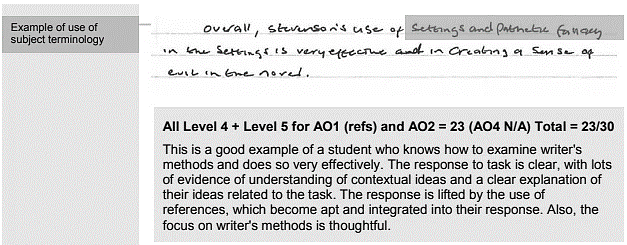 Example of use of
subject terminology
overall, stevenson's use of settings and pathetic fallacy
in the settings is very effective and in creating a sense of
evil in the novel.
All Level 4 + Level 5 for AO1 (refs) and AO2 = 23 (AO4 N/A) Total = 23/30
This is a good example of a student who knows how to examine writer's
methods and does so very effectively. The response to task is clear, with lots
of evidence of understanding of contextual ideas and a clear explanation of
their ideas related to the task. The response is lifted by the use of
references, which become apt and integrated into their response. Also, the
focus on writer's methods is thoughtful.